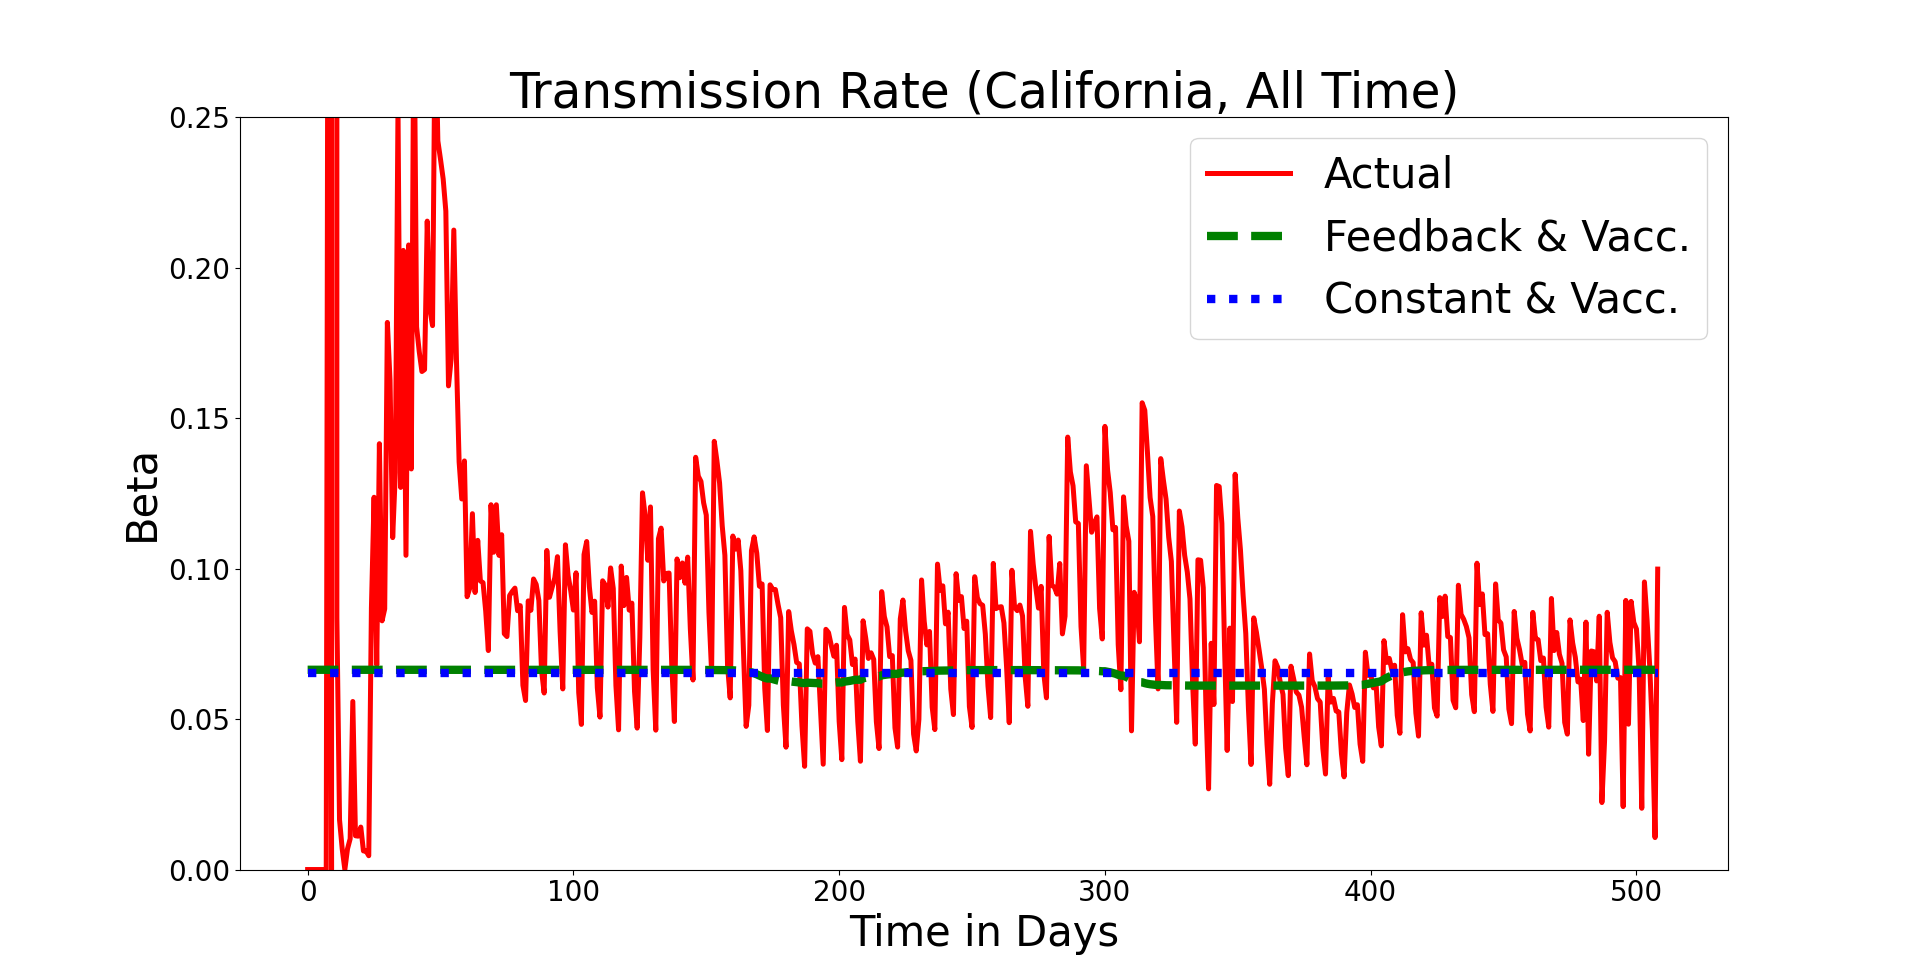 Transmission Rate (California, All Time)
0.25
0.20
0.15
0.10
0.05
0.00
Beta
Actual
Feedback & Vacc.
Constant & Vacc.
0 100 200 300 400 500
Time in Days